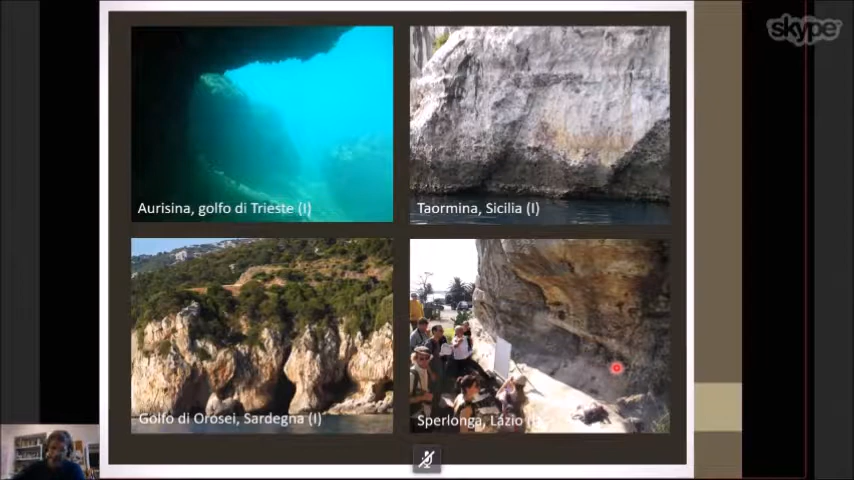 skype
Aurisina, golfo di Trieste (I)
Taormina, Sicilia (I)
Golfo di Orosei, Sardegna (I)
Sperlonga, Lazio (I)